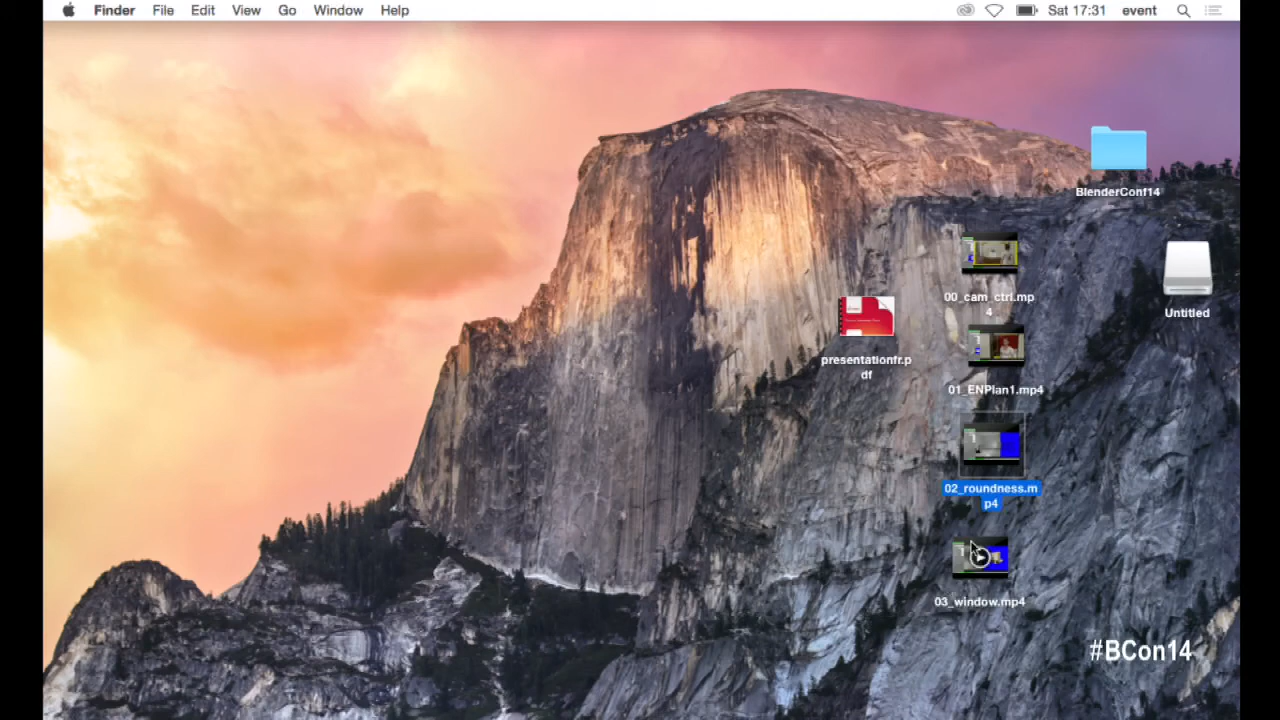 Finder File Edit View Go Window Help Sat 17:31 event
BlenderConf14
00_cam_ctrl.mp
4
Untitled
presentationfr.p
df
01_ENPlan1.mp4
02_roundness.m
p4
03_window.mp4
#BCon14